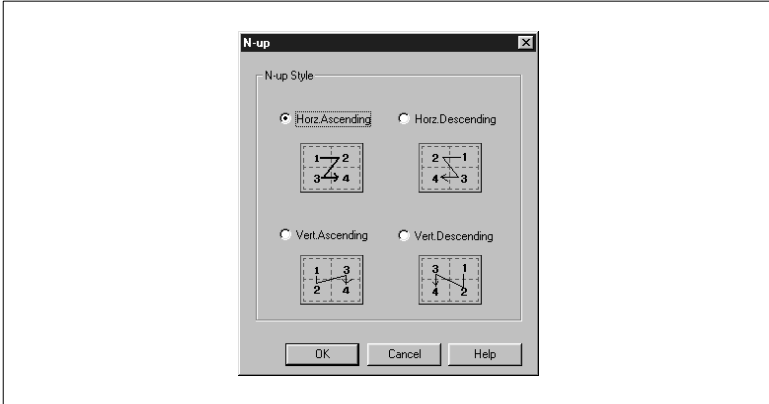 N-up
N-up Style
Horz.Ascending Horz.Descending
1 2 2 1
3 4 4 3
Vert.Ascending Vert.Descending
1 3 3 1
2 4 4 2
OK Cancel Help